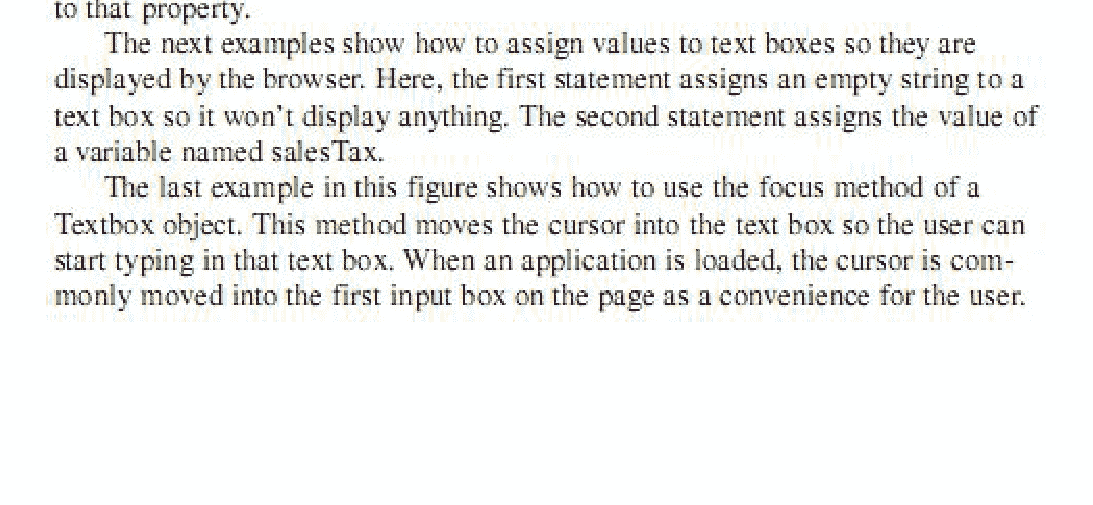 to that property.
The next examples show how to assign values to text boxes so they are
displayed by the browser. Here, the first statement assigns an empty string to a
text box so it won't display anything. The second statement assigns the value of
a variable named salesTax.
The last example in this figure shows how to use the focus method of a
Textbox object. This method moves the cursor into the text box so the user can
start typing in that text box. When an application is loaded, the cursor is com-
monly moved into the first input box on the page as a convenience for the user.